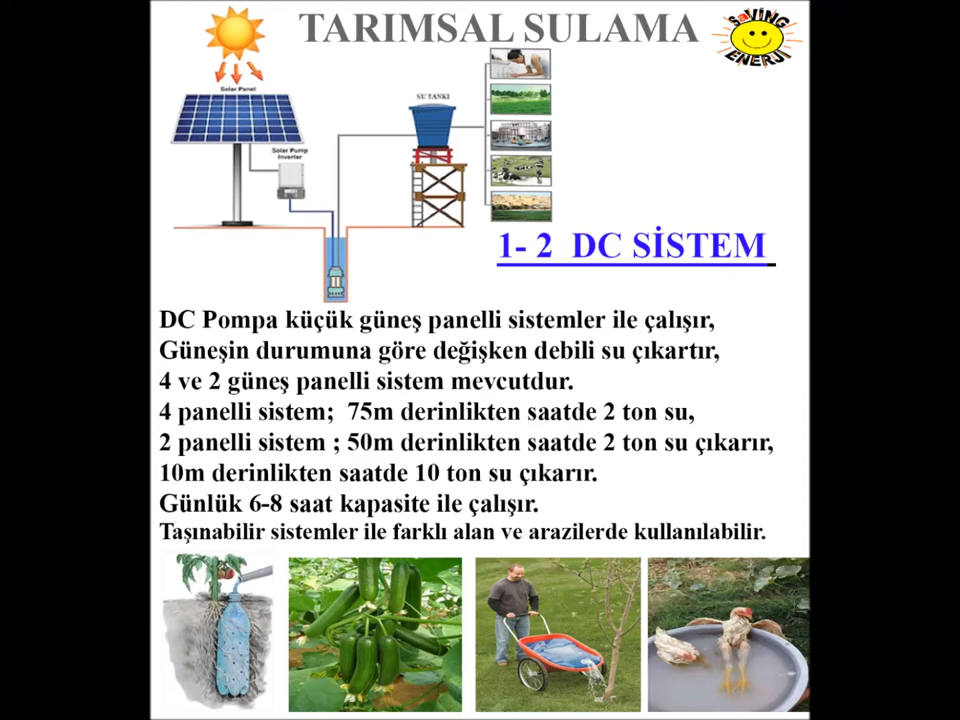 TARIMSAL SULAMA
SaVING
ENERJI
Solar Panel
SU TANKI
Solar Pump
Inverter
1- 2 DC SİSTEM
DC Pompa küçük güneş panelli sistemler ile çalışır,
Güneşin durumuna göre değişken debili su çıkartır,
4 ve 2 güneş panelli sistem mevcutdur.
4 panelli sistem; 75m derinlikten saatde 2 ton su,
2 panelli sistem ; 50m derinlikten saatde 2 ton su çıkarır,
10m derinlikten saatde 10 ton su çıkarır.
Günlük 6-8 saat kapasite ile çalışır.
Taşınabilir sistemler ile farklı alan ve arazilerde kullanılabilir.